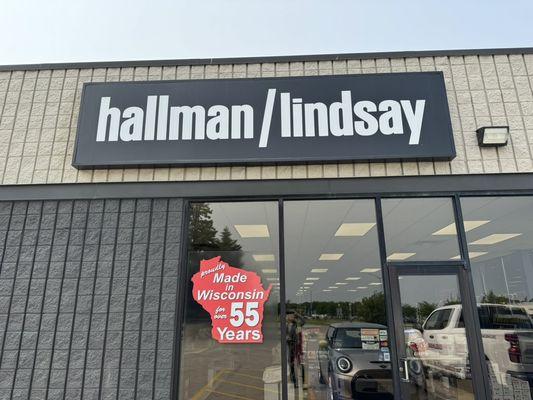 hallman/lindsay
proudly
Made
in
Wisconsin
for
over
55
Years